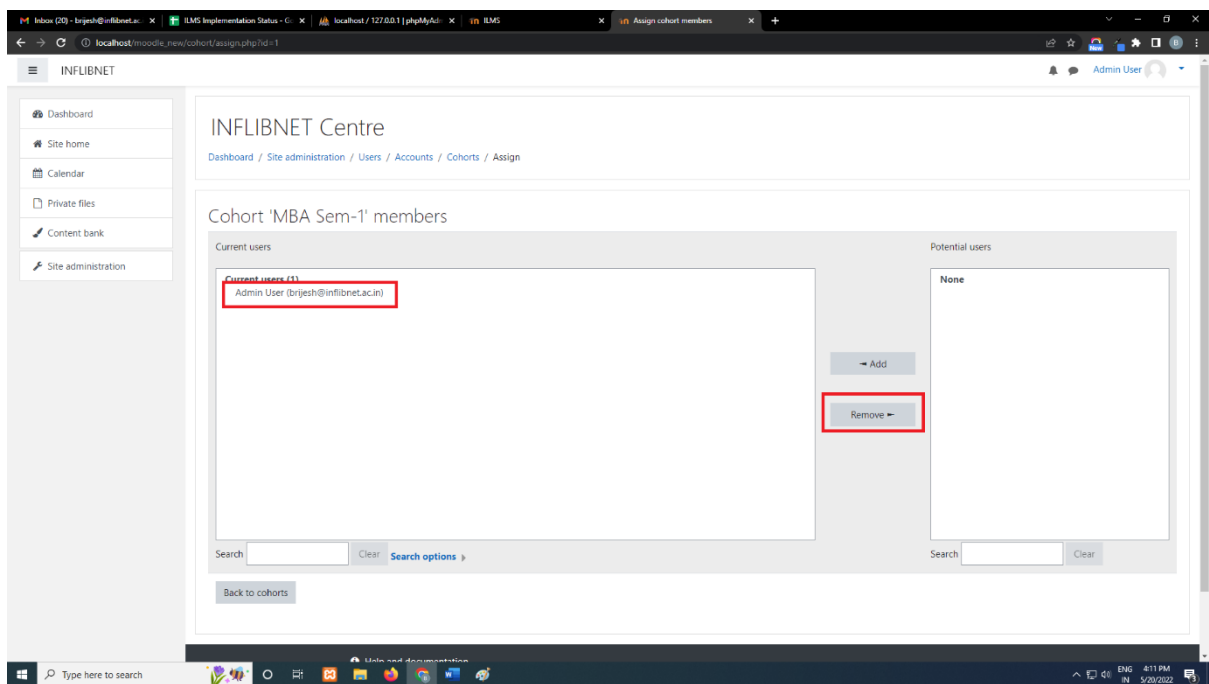 Inbox (20) - brijesh@inflibnet.ac. ILMS Implementation Status - Go localhost / 127.0.0.1 | phpMyAdm ILMS Assign cohort members
localhost/moodle_new/cohort/assign.php?id=1
New
B
INFLIBNET
Admin User
Dashboard
Site home
Calendar
Private files
Content bank
Site administration
INFLIBNET Centre
Dashboard / Site administration / Users / Accounts / Cohorts / Assign
Cohort 'MBA Sem-1' members
Current users
Potential users
Current users (1)
Admin User (brijesh@inflibnet.ac.in)
None
Add
Remove
Search Clear Search options
Search Clear
Back to cohorts
Help and documentation
Type here to search
ENG 4:11 PM
IN 5/20/2022